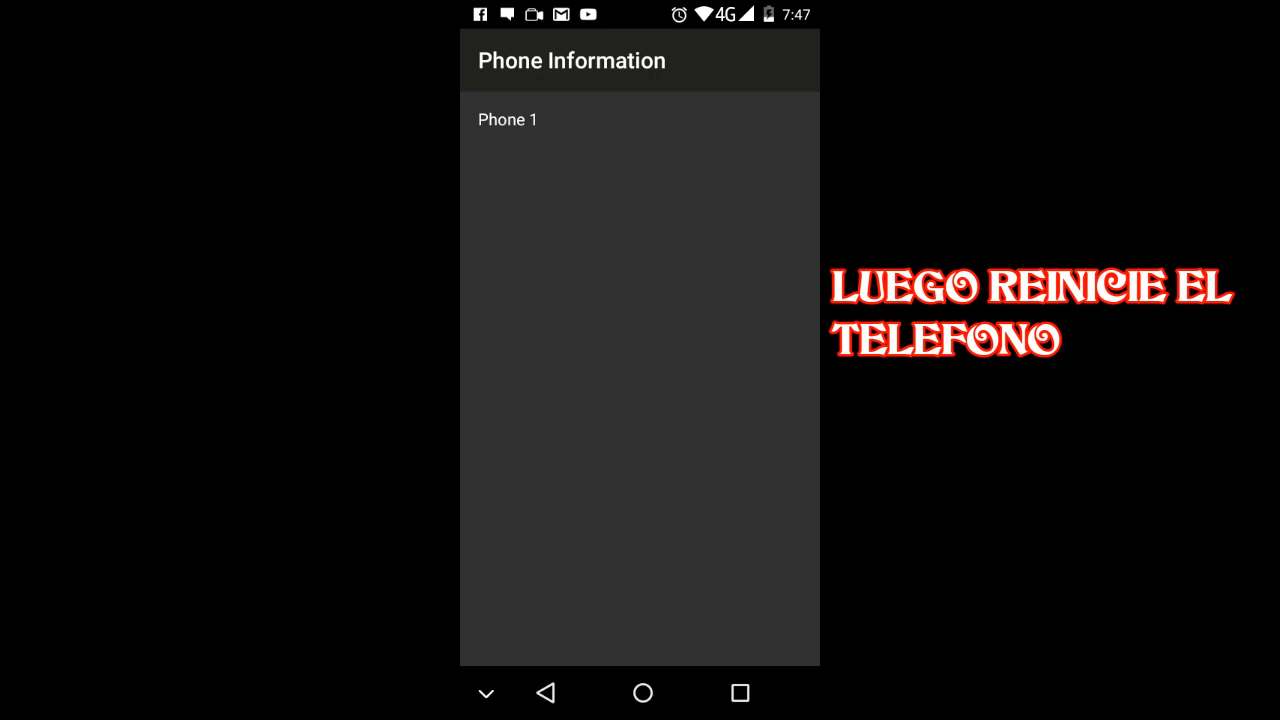 4G 7:47
Phone Information
Phone 1
LUEGO REINICIE EL
TELEFONO